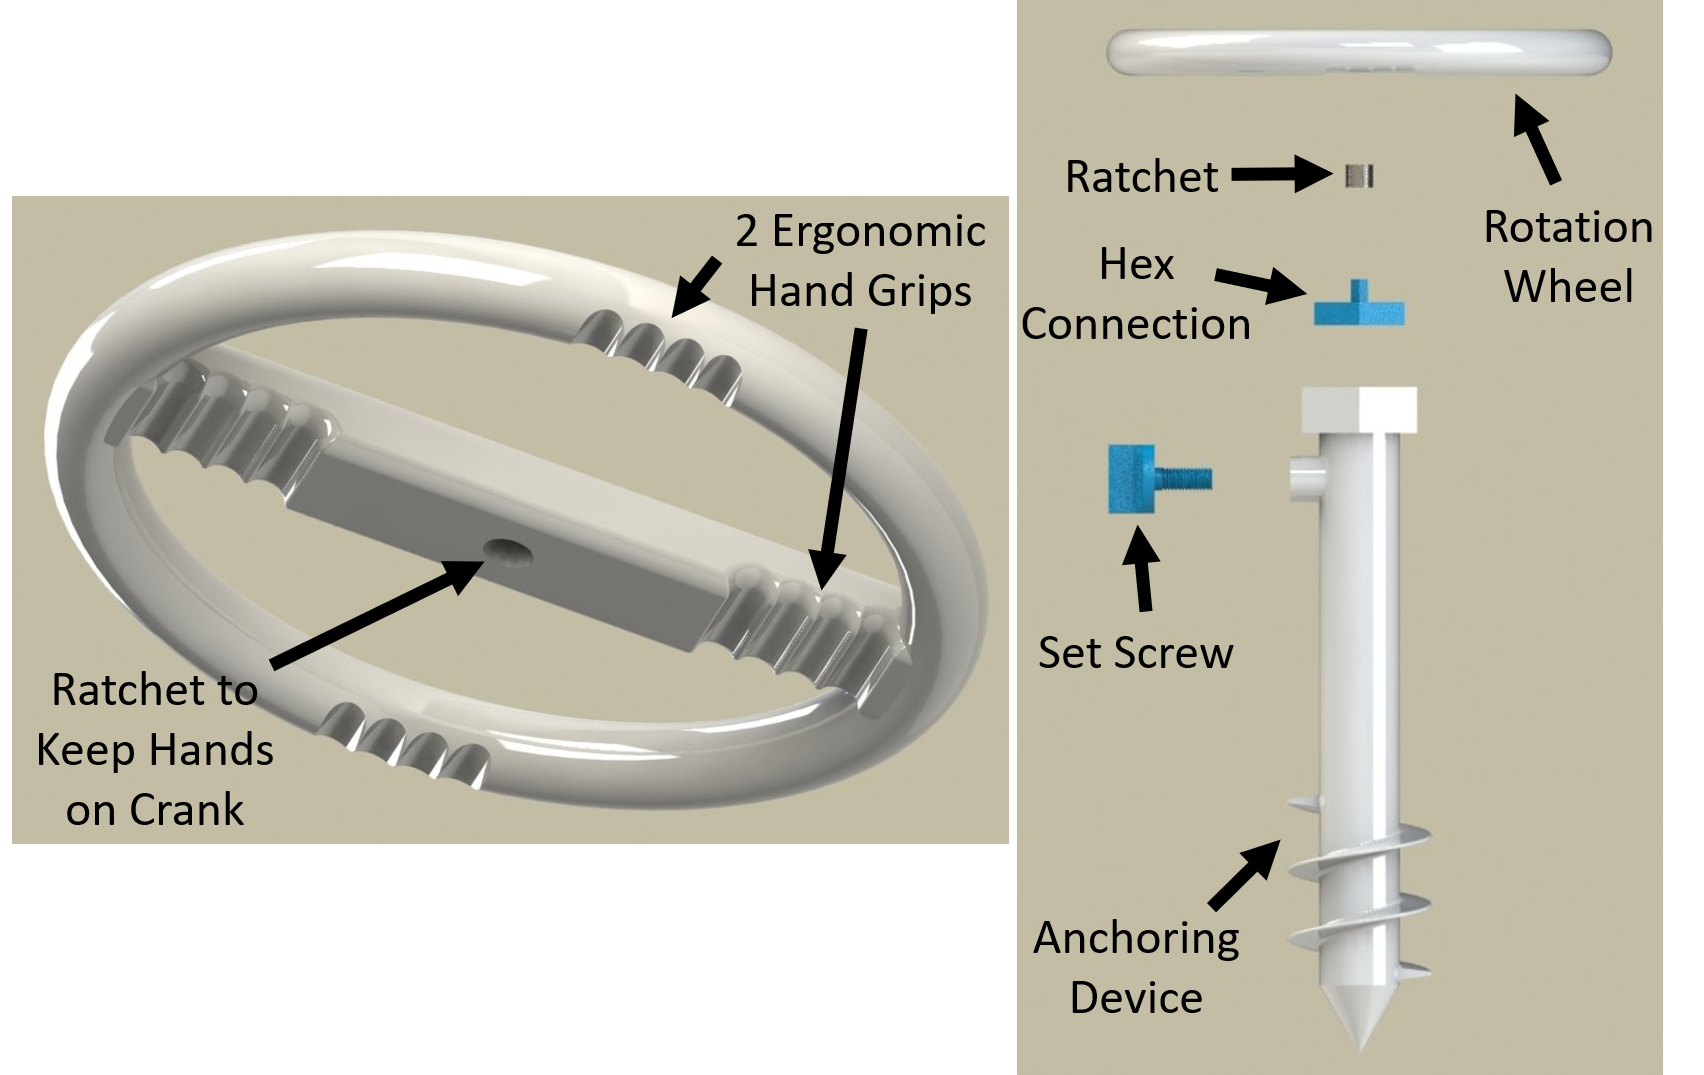 2 Ergonomic
Hand Grips
Ratchet to
Keep Hands
on Crank
Ratchet
Rotation
Wheel
Hex
Connection
Set Screw
Anchoring
Device